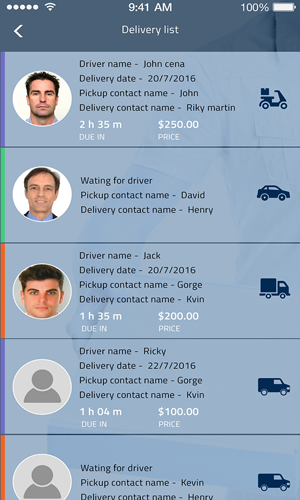 9:41 AM 100%
Delivery list
Driver name - John cena
Delivery date - 20/7/2016
Pickup contact name - John
Delivery contact name - Riky martin
2 h 35 m $250.00
DUE IN PRICE
Wating for driver
Pickup contact name - David
Delivery contact name - Henry
Driver name - Jack
Delivery date - 20/7/2016
Pickup contact name - Gorge
Delivery contact name - Kvin
1 h 35 m $200.00
DUE IN PRICE
Driver name - Ricky
Delivery date - 22/7/2016
Pickup contact name - Gorge
Delivery contact name - Kvin
1 h 04 m $100.00
DUE IN PRICE
Wating for driver
Pickup contact name - Kevin
Delivery contact name - Henry